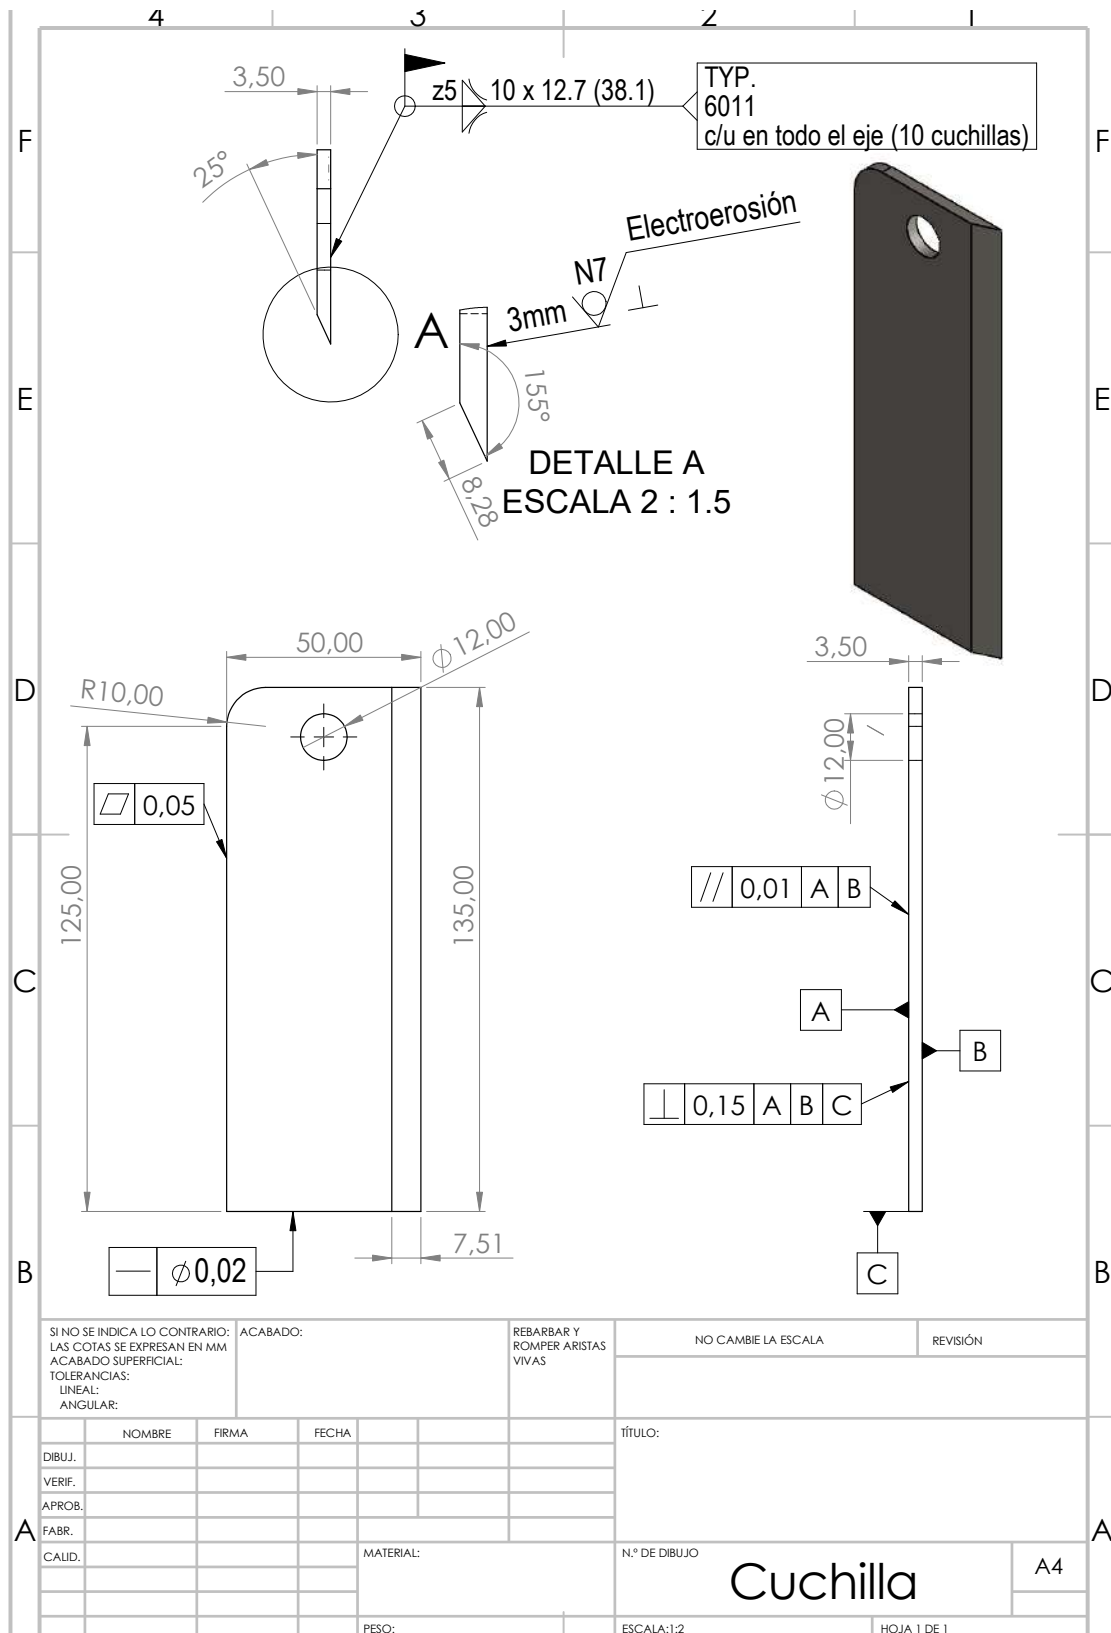 4 3 2 1
3,50
z5 10 x 12.7 (38.1)
TYP.
6011
c/u en todo el eje (10 cuchillas)
F F
25°
Electroerosión
N7
3mm
A
155°
8,28
E E
DETALLE A
ESCALA 2 : 1.5
50,00
⌀12,00
R10,00
3,50
D D
⌀12,00
0,05
125,00
135,00
// 0,01 A B
C C
A
B
⊥ 0,15 A B C
7,51
⌀0,02
C
B B
SI NO SE INDICA LO CONTRARIO:
LAS COTAS SE EXPRESAN EN MM
ACABADO SUPERFICIAL:
TOLERANCIAS:
LINEAL:
ANGULAR:
ACABADO:
REBARBAR Y
ROMPER ARISTAS
VIVAS
NO CAMBIE LA ESCALA
REVISIÓN
NOMBRE FIRMA FECHA
TÍTULO:
DIBUJ.
VERIF.
APROB.
FABR.
CALID.
A A
MATERIAL:
N.º DE DIBUJO
Cuchilla
A4
PESO:
ESCALA:1:2
HOJA 1 DE 1